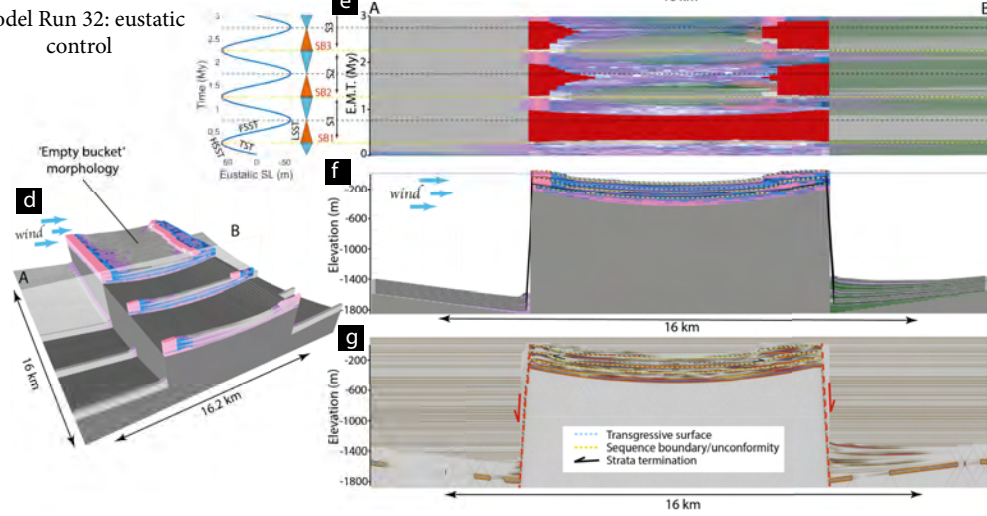 odel Run 32: eustatic
control
Time (My)
3
2.5
2
1.5
1
0.5
0
HSST
FSST
TST
LSST
50
0
-50
Eustatic SL (m)
SB3
SB2
SB1
S3
S2
S1
e
A
3
2
1
0
E.M.T. (My)
'Empty bucket'
morphology
d
wind
B
A
16 km
16.2 km
f
wind
-200
-600
-1000
-1400
-1800
Elevation (m)
16 km
g
-200
-600
-1000
-1400
-1800
Elevation (m)
Transgressive surface
Sequence boundary/unconformity
Strata termination
16 km